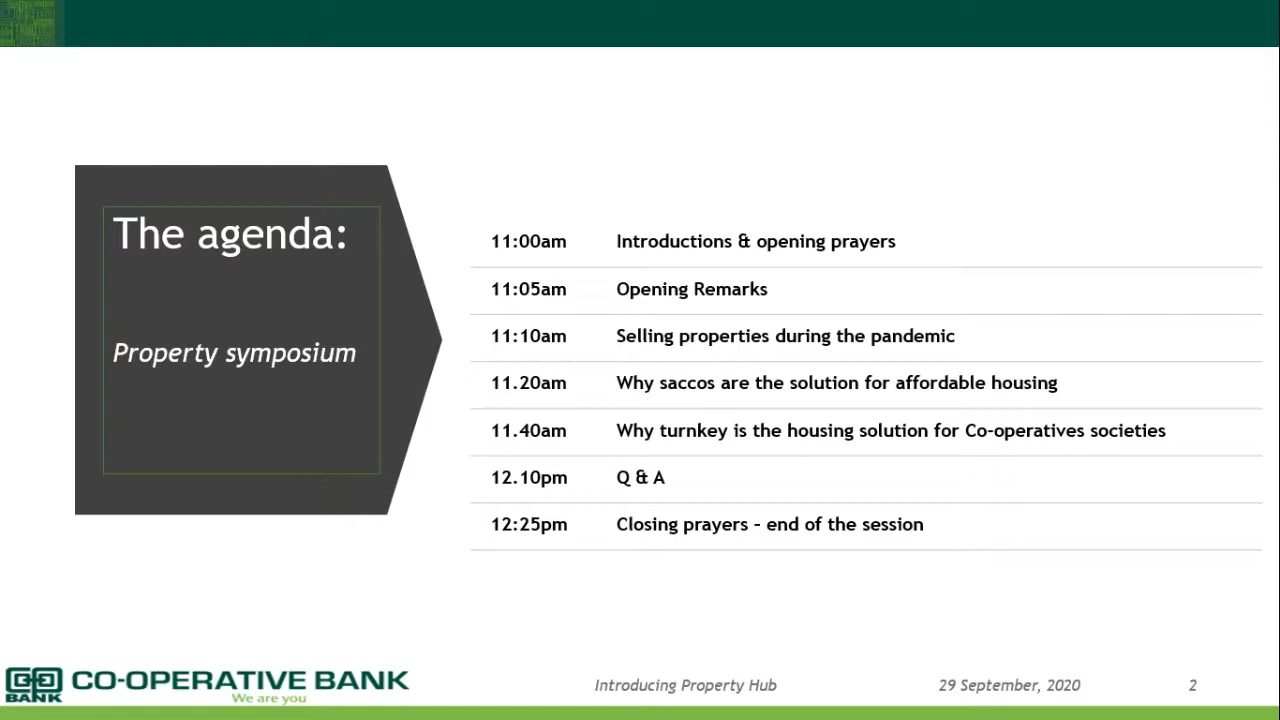 The agenda:
Property symposium
11:00am Introductions & opening prayers
11:05am Opening Remarks
11:10am Selling properties during the pandemic
11.20am Why saccos are the solution for affordable housing
11.40am Why turnkey is the housing solution for Co-operatives societies
12.10pm Q & A
12:25pm Closing prayers – end of the session
BANK
CO-OPERATIVE BANK
We are you
Introducing Property Hub 29 September, 2020 2